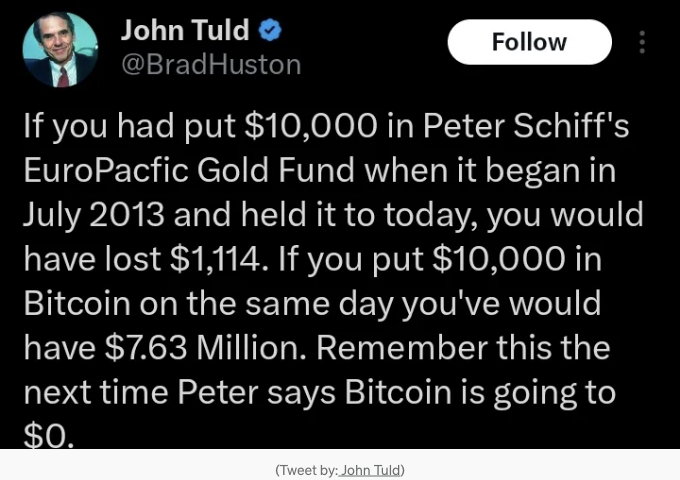 John Tuld
@BradHuston
Follow
If you had put $10,000 in Peter Schiff's
EuroPacfic Gold Fund when it began in
July 2013 and held it to today, you would
have lost $1,114. If you put $10,000 in
Bitcoin on the same day you've would
have $7.63 Million. Remember this the
next time Peter says Bitcoin is going to
$0.
(Tweet by: John Tuld)